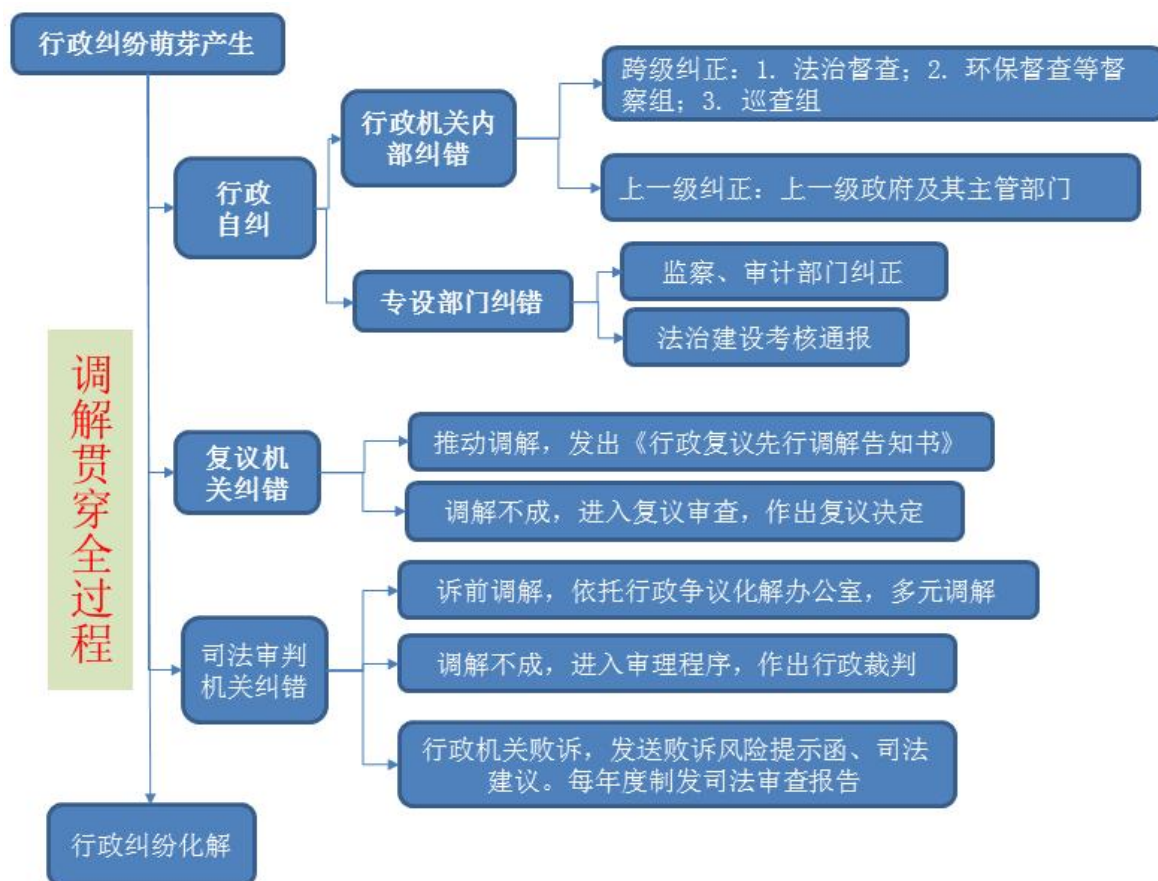 行政纠纷萌芽产生
跨级纠正：1. 法治督查；2. 环保督查等督
察组；3. 巡查组
行政机关内
部纠错
上一级纠正：上一级政府及其主管部门
行政
自纠
监察、审计部门纠正
专设部门纠错
法治建设考核通报
调解贯穿全过程
复议机
关纠错
推动调解，发出《行政复议先行调解告知书》
调解不成，进入复议审查，作出复议决定
司法审判
机关纠错
诉前调解，依托行政争议化解办公室，多元调解
调解不成，进入审理程序，作出行政裁判
行政机关败诉，发送败诉风险提示函、司法
建议。每年度制发司法审查报告
行政纠纷化解